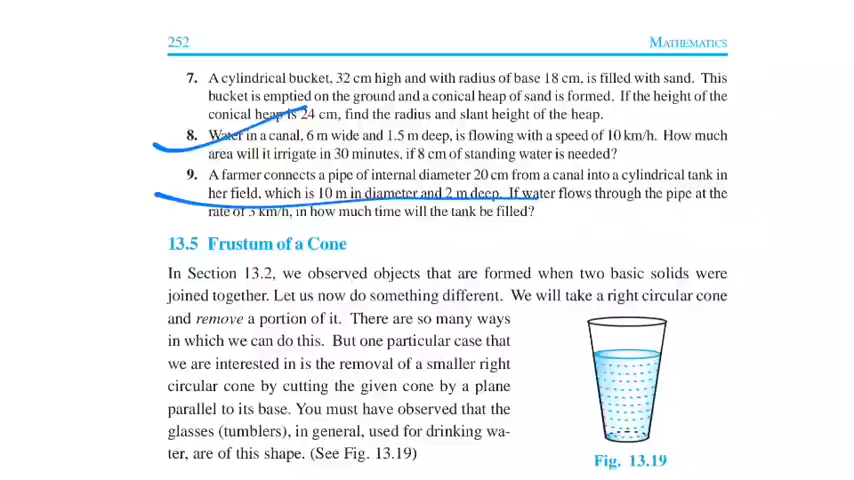 252
MATHEMATICS
7. A cylindrical bucket, 32 cm high and with radius of base 18 cm, is filled with sand. This
bucket is emptied on the ground and a conical heap of sand is formed. If the height of the
conical heap is 24 cm, find the radius and slant height of the heap.
8. Water in a canal, 6 m wide and 1.5 m deep, is flowing with a speed of 10 km/h. How much
area will it irrigate in 30 minutes, if 8 cm of standing water is needed?
9. A farmer connects a pipe of internal diameter 20 cm from a canal into a cylindrical tank in
her field, which is 10 m in diameter and 2 m deep. If water flows through the pipe at the
rate of 3 km/h, in how much time will the tank be filled?
13.5 Frustum of a Cone
In Section 13.2, we observed objects that are formed when two basic solids were
joined together. Let us now do something different. We will take a right circular cone
and remove a portion of it. There are so many ways
in which we can do this. But one particular case that
we are interested in is the removal of a smaller right
circular cone by cutting the given cone by a plane
parallel to its base. You must have observed that the
glasses (tumblers), in general, used for drinking wa-
ter, are of this shape. (See Fig. 13.19)
Fig. 13.19